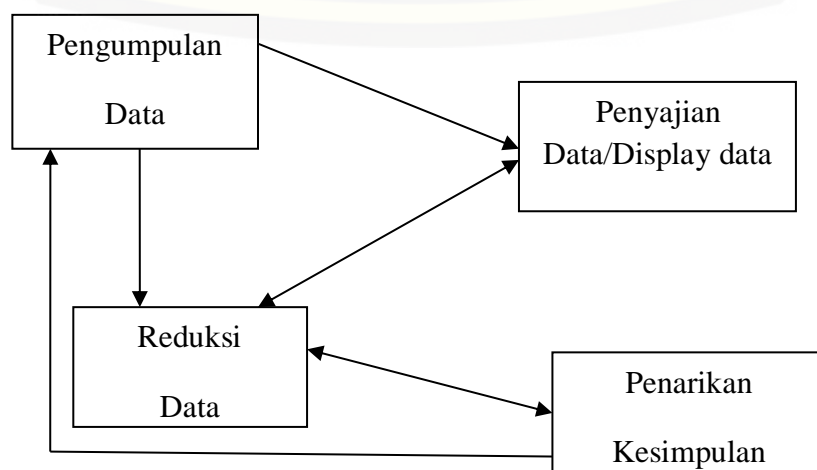 Pengumpulan
Data
Penyajian
Data/Display data
Reduksi
Data
Penarikan
Kesimpulan